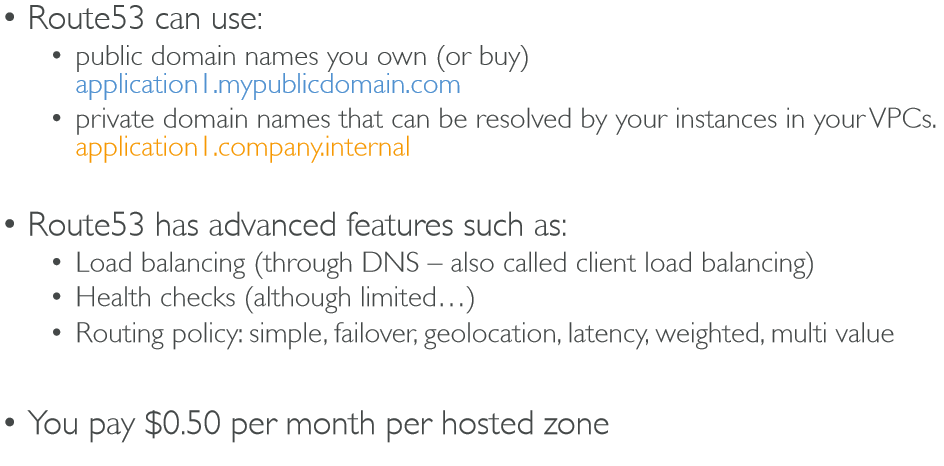 • Route53 can use:
• public domain names you own (or buy)
application1.mypublicdomain.com
• private domain names that can be resolved by your instances in your VPCs.
application1.company.internal
• Route53 has advanced features such as:
• Load balancing (through DNS – also called client load balancing)
• Health checks (although limited…)
• Routing policy: simple, failover, geolocation, latency, weighted, multi value
• You pay $0.50 per month per hosted zone